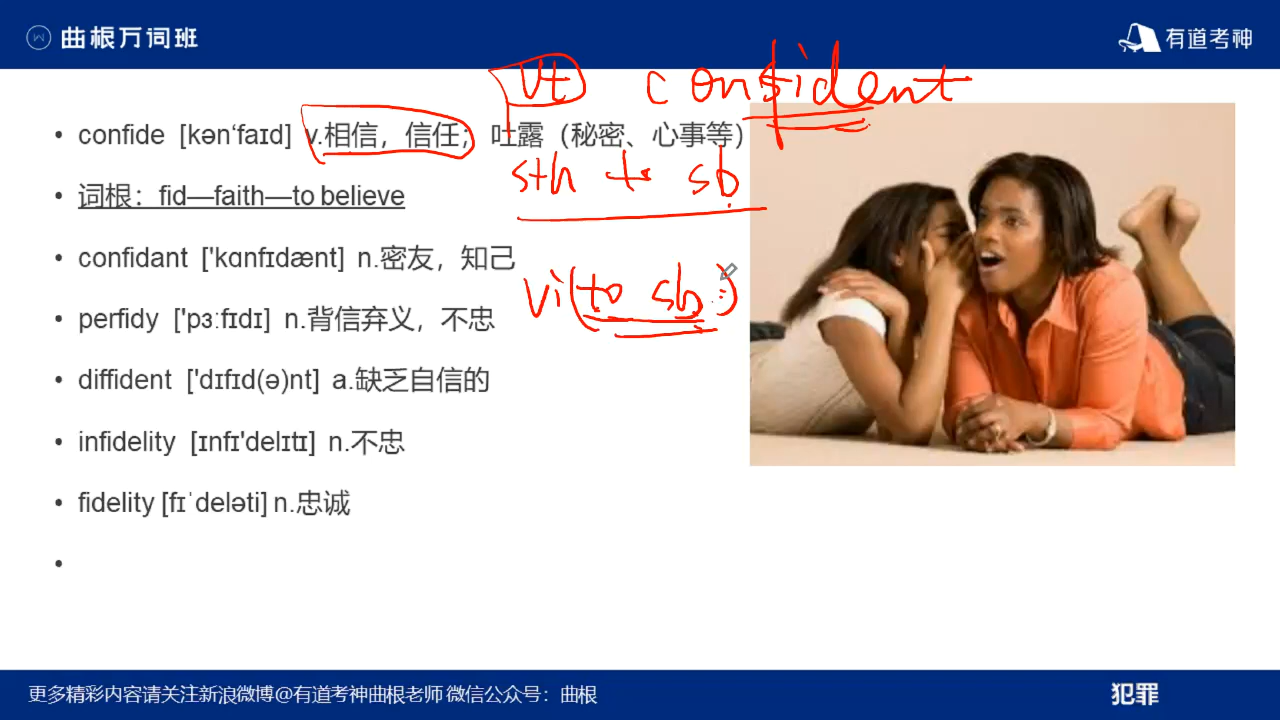 曲根万词班
有道考神
vt confident
• confide [kən'faɪd] v.相信，信任；吐露（秘密、心事等）
sth to sb
• 词根：fid—faith—to believe
• confidant ['kɑnfɪdænt] n.密友，知己
vi (to sb)
• perfidy ['pɜːfɪdɪ] n.背信弃义，不忠
• diffident ['dɪfɪd(ə)nt] a.缺乏自信的
• infidelity [ɪnfɪ'delɪtɪ] n.不忠
• fidelity [fɪˈdeləti] n.忠诚
•
更多精彩内容请关注新浪微博@有道考神曲根老师 微信公众号：曲根
犯罪